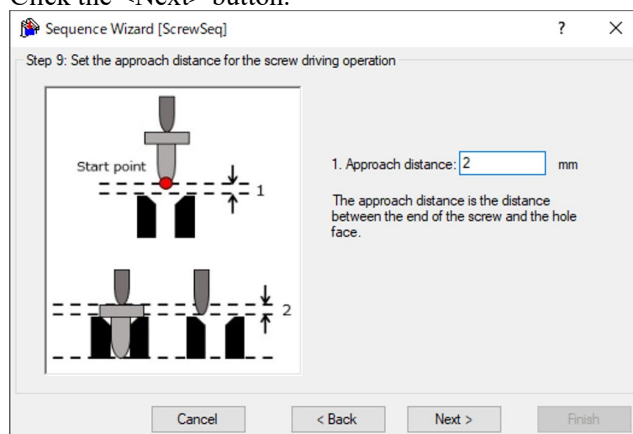 Click the <Next> button.
Sequence Wizard [ScrewSeq]
?
Step 9: Set the approach distance for the screw driving operation
Start point
1
2
1. Approach distance: 2 mm
The approach distance is the distance
between the end of the screw and the hole
face.
Cancel
< Back
Next >
Finish